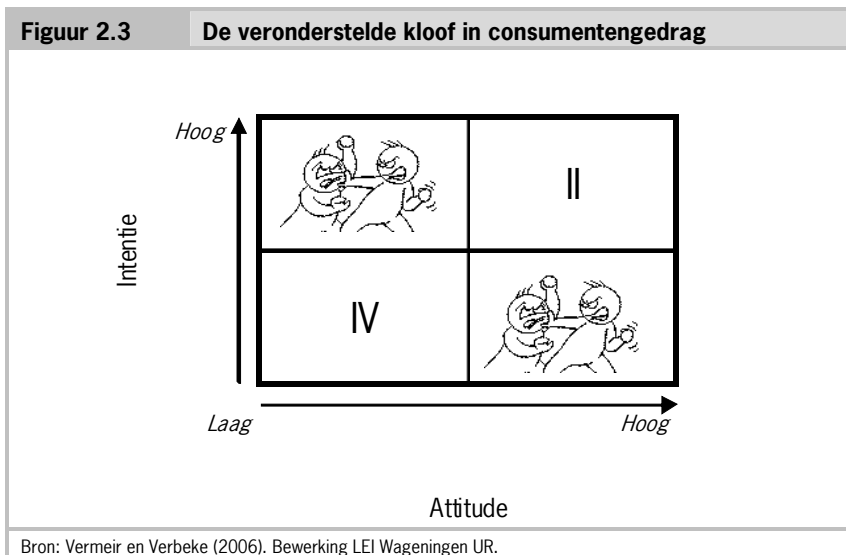 Figuur 2.3 De veronderstelde kloof in consumentengedrag
Hoog
II
Intentie
IV
Laag
Hoog
Attitude
Bron: Vermeir en Verbeke (2006). Bewerking LEI Wageningen UR.